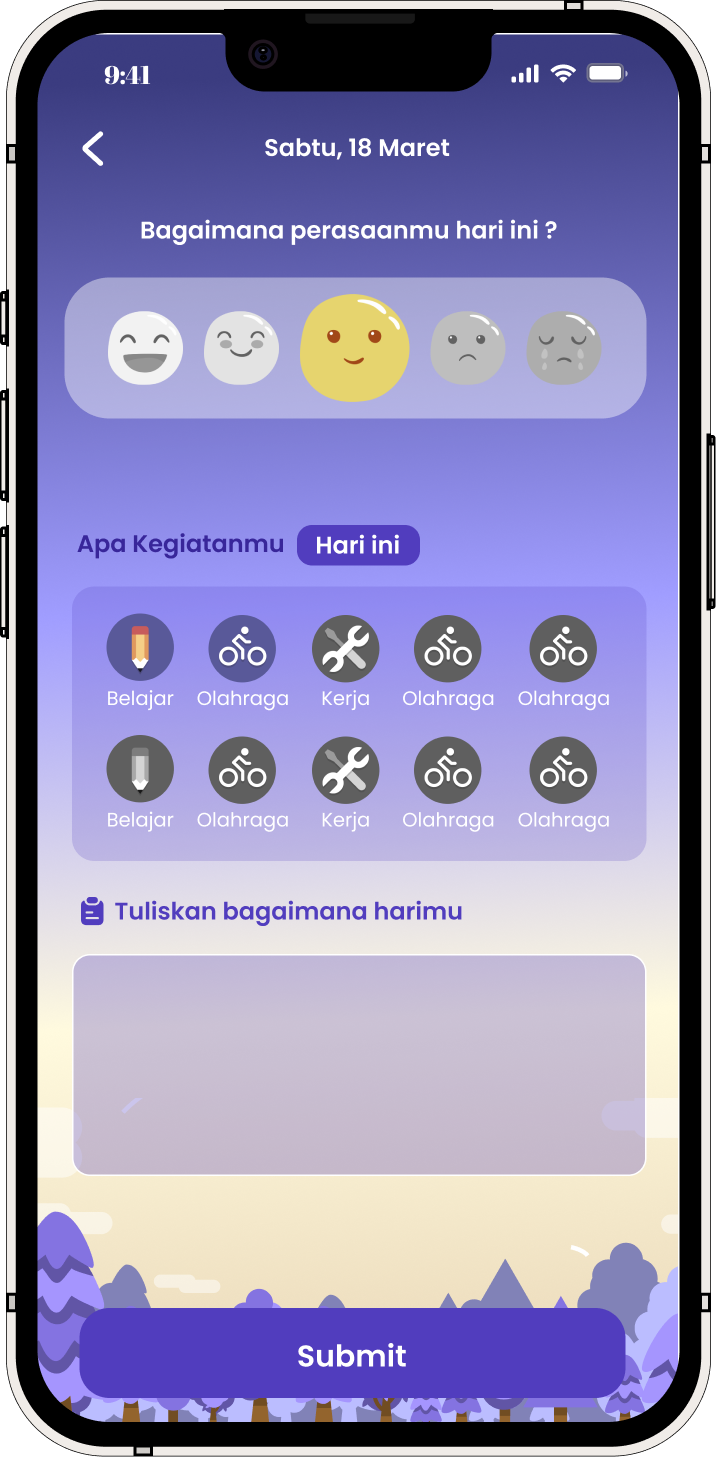 9:41
Sabtu, 18 Maret
Bagaimana perasaanmu hari ini ?
Apa Kegiatanmu Hari ini
Belajar Olahraga Kerja Olahraga Olahraga
Belajar Olahraga Kerja Olahraga Olahraga
Tuliskan bagaimana harimu
Submit